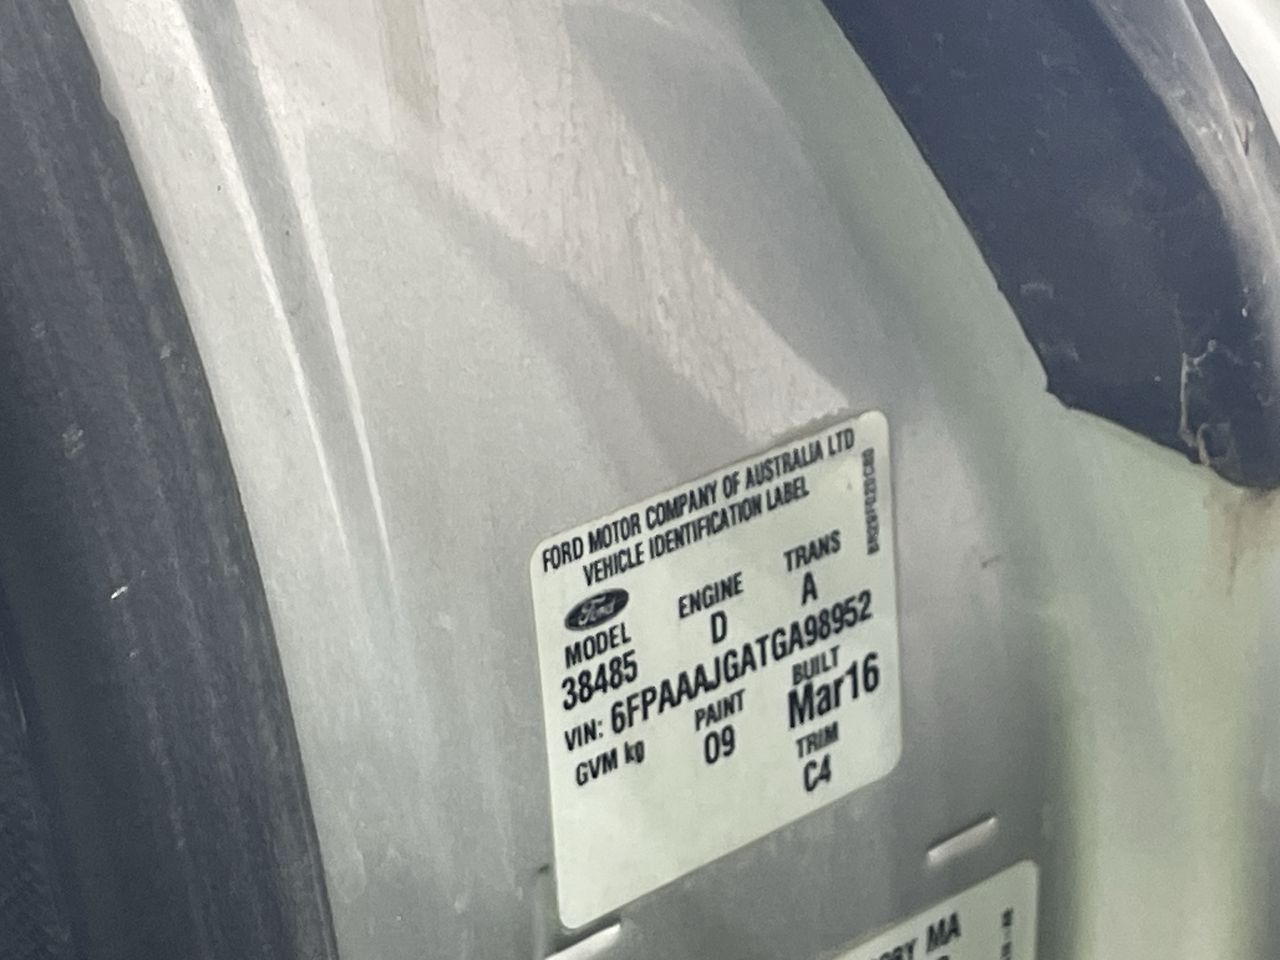 FORD MOTOR COMPANY OF AUSTRALIA LTD
VEHICLE IDENTIFICATION LABEL
Ford
ENGINE TRANS
MODEL D A
38485
VIN: 6FPAAAJGATGA98952
GVM kg PAINT BUILT
09 Mar16
TRIM
C4
MA